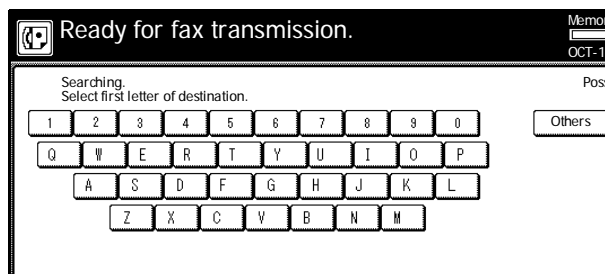 Ready for fax transmission.
Memor
OCT-1
Searching.
Select first letter of destination.
Poss
1 2 3 4 5 6 7 8 9 0
Others
Q W E R T Y U I O P
A S D F G H J K L
Z X C V B N M